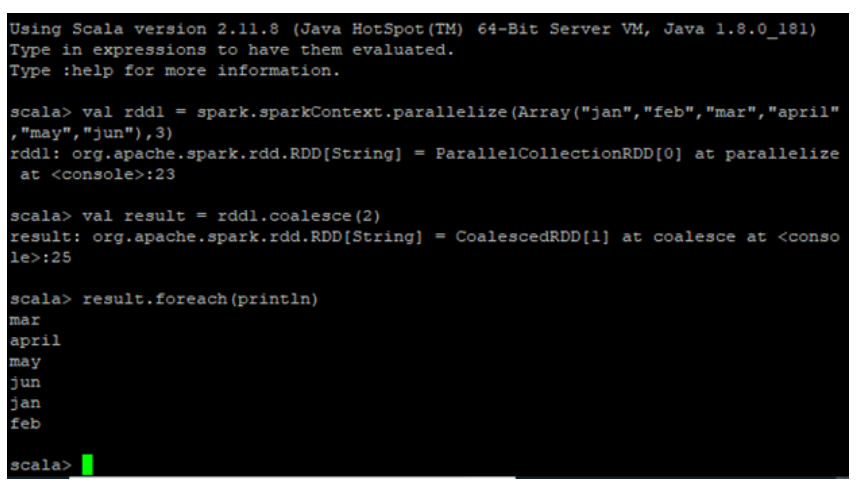 Using Scala version 2.11.8 (Java HotSpot(TM) 64-Bit Server VM, Java 1.8.0_181)
Type in expressions to have them evaluated.
Type :help for more information.
scala> val rdd1 = spark.sparkContext.parallelize(Array("jan","feb","mar","april"
,"may","jun"),3)
rdd1: org.apache.spark.rdd.RDD[String] = ParallelCollectionRDD[0] at parallelize
 at <console>:23
scala> val result = rdd1.coalesce(2)
result: org.apache.spark.rdd.RDD[String] = CoalescedRDD[1] at coalesce at <conso
le>:25
scala> result.foreach(println)
mar
april
may
jun
jan
feb
scala>